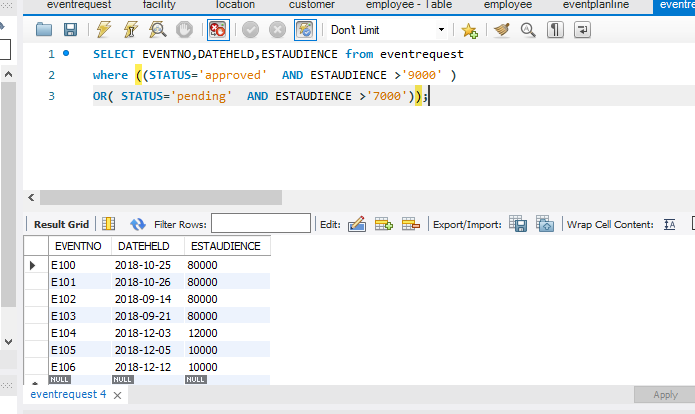 eventrequest facility location customer employee - Table employee eventplanline eventre
Don't Limit
1 SELECT EVENTNO,DATEHELD,ESTAUDIENCE from eventrequest
2 where ((STATUS='approved'  AND ESTAUDIENCE >'9000' )
3 OR( STATUS='pending'  AND ESTAUDIENCE >'7000'));
Result Grid Filter Rows: Edit: Export/Import: Wrap Cell Content:
EVENTNO DATEHELD ESTAUDIENCE
E100 2018-10-25 80000
E101 2018-10-26 80000
E102 2018-09-14 80000
E103 2018-09-21 80000
E104 2018-12-03 12000
E105 2018-12-05 10000
E106 2018-12-12 10000
NULL NULL NULL
eventrequest 4 Apply